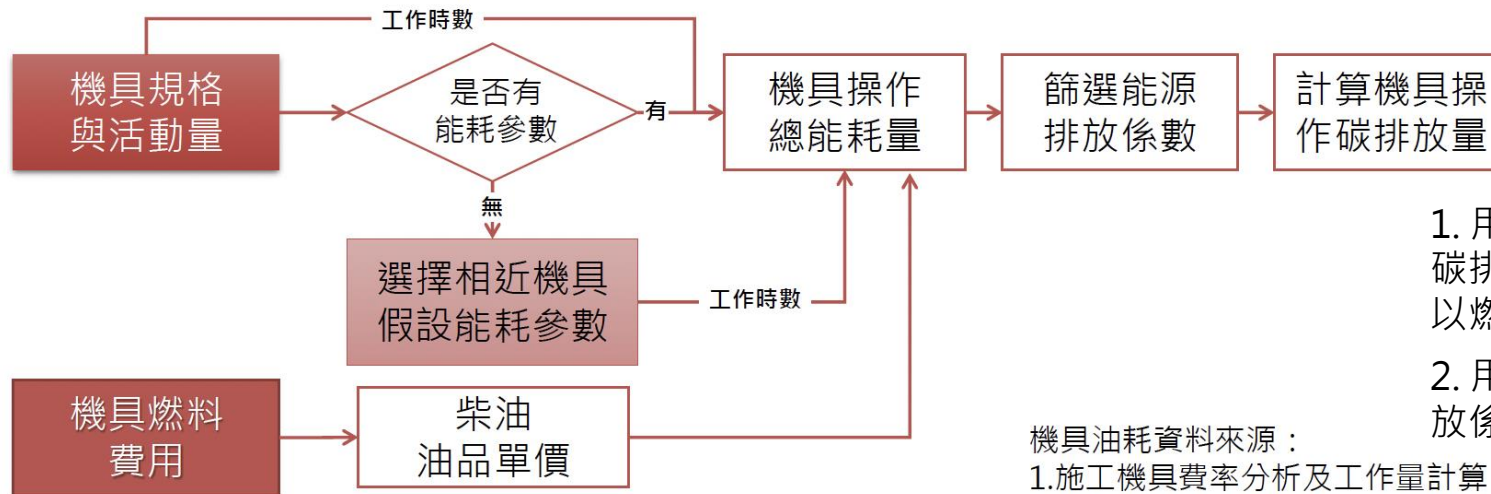 工作時數
機具規格
與活動量
是否有
能耗參數
有
機具操作
總能耗量
篩選能源
排放係數
計算機具操
作碳排放量
無
選擇相近機具
假設能耗參數
工作時數
機具燃料
費用
柴油
油品單價
1. 用
碳排
以燃
2. 用
放係
機具油耗資料來源：
1.施工機具費率分析及工作量計算